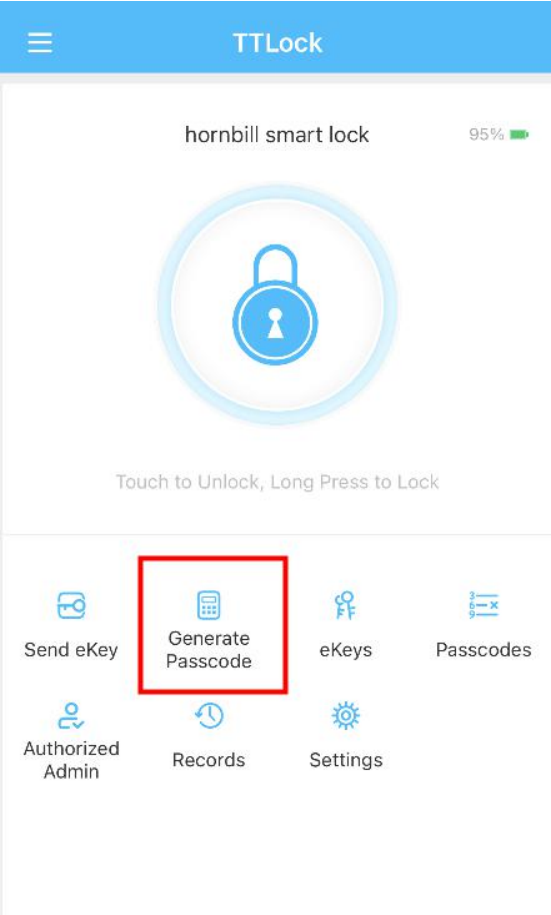 TTLock
hornbill smart lock
95%
Touch to Unlock, Long Press to Lock
Send eKey
Generate
Passcode
eKeys
Passcodes
Authorized
Admin
Records
Settings